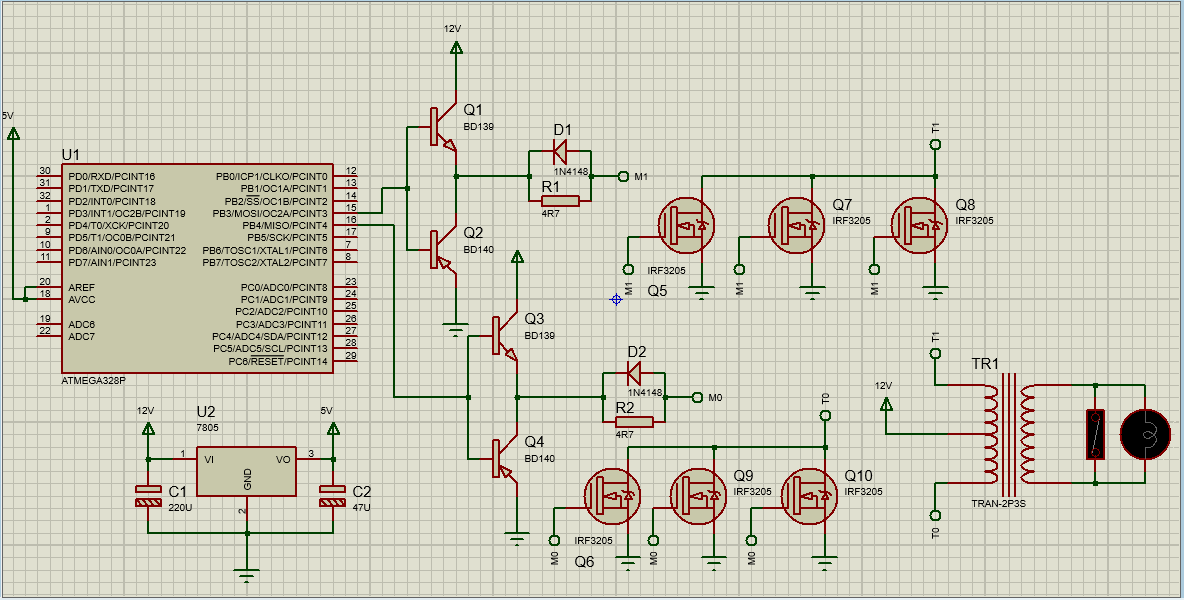 12V
5V
Q1
BD139
D1
1N4148
M1
R1
4R7
T1
U1
30
PD0/RXD/PCINT16
PB0/ICP1/CLKO/PCINT0
12
31
PD1/TXD/PCINT17
PB1/OC1A/PCINT1
13
32
PD2/INT0/PCINT18
PB2/SS/OC1B/PCINT2
14
1
PD3/INT1/OC2B/PCINT19
PB3/MOSI/OC2A/PCINT3
15
2
PD4/T0/XCK/PCINT20
PB4/MISO/PCINT4
16
9
PD5/T1/OC0B/PCINT21
PB5/SCK/PCINT5
17
10
PD6/AIN0/OC0A/PCINT22
PB6/TOSC1/XTAL1/PCINT6
7
11
PD7/AIN1/PCINT23
PB7/TOSC2/XTAL2/PCINT7
8
20
AREF
PC0/ADC0/PCINT8
23
18
AVCC
PC1/ADC1/PCINT9
24
PC2/ADC2/PCINT10
25
19
ADC6
PC3/ADC3/PCINT11
26
22
ADC7
PC4/ADC4/SDA/PCINT12
27
PC5/ADC5/SCL/PCINT13
28
PC6/RESET/PCINT14
29
ATMEGA328P
Q2
BD140
Q7
IRF3205
Q8
IRF3205
IRF3205
Q5
M1
M1
M1
Q3
BD139
D2
1N4148
M0
R2
4R7
Q4
BD140
T0
T1
TR1
12V
TRAN-2P3S
T0
12V
U2
7805
5V
1
VI
VO
3
GND
2
C1
220U
C2
47U
Q9
IRF3205
Q10
IRF3205
IRF3205
Q6
M0
M0
M0